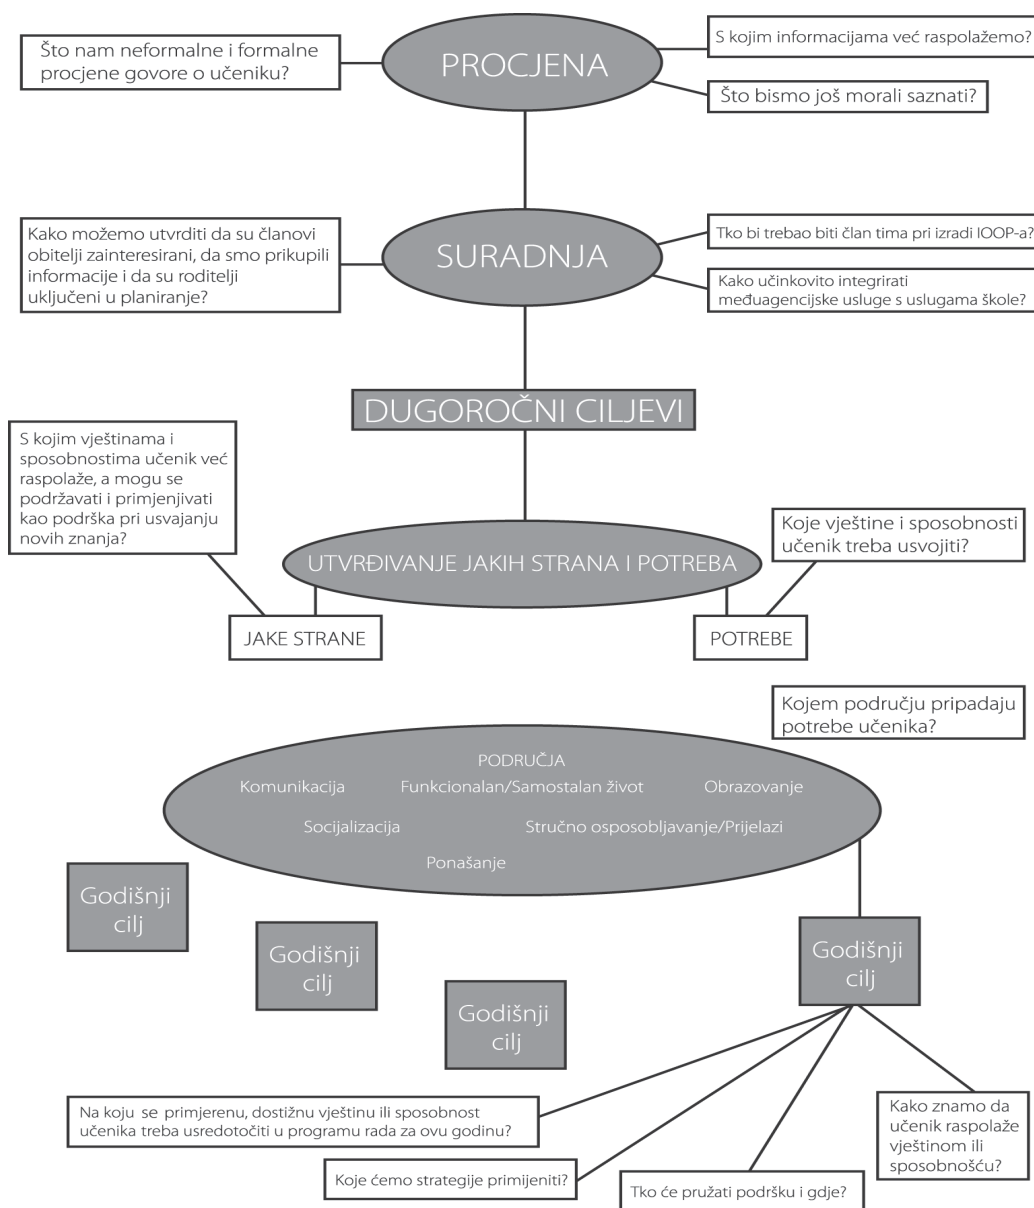 Što nam neformalne i formalne
procjene govore o učeniku?
PROCJENA
S kojim informacijama već raspolažemo?
Što bismo još morali saznati?
Kako možemo utvrditi da su članovi
obitelji zainteresirani, da smo prikupili
informacije i da su roditelji
uključeni u planiranje?
SURADNJA
Tko bi trebao biti član tima pri izradi IOOP-a?
Kako učinkovito integrirati
međuagencijske usluge s uslugama škole?
DUGOROČNI CILJEVI
S kojim vještinama i
sposobnostima učenik već
raspolaže, a mogu se
podržavati i primjenjivati
kao podrška pri usvajanju
novih znanja?
UTVRĐIVANJE JAKIH STRANA I POTREBA
Koje vještine i sposobnosti
učenik treba usvojiti?
JAKE STRANE
POTREBE
Kojem području pripadaju
potrebe učenika?
PODRUČJA
Komunikacija Funkcionalan/Samostalan život Obrazovanje
Socijalizacija Stručno osposobljavanje/Prijelazi
Ponašanje
Godišnji
cilj
Godišnji
cilj
Godišnji
cilj
Godišnji
cilj
Na koju se primjerenu, dostižnu vještinu ili sposobnost
učenika treba usredotočiti u programu rada za ovu godinu?
Koje ćemo strategije primijeniti?
Tko će pružati podršku i gdje?
Kako znamo da
učenik raspolaže
vještinom ili
sposobnošću?